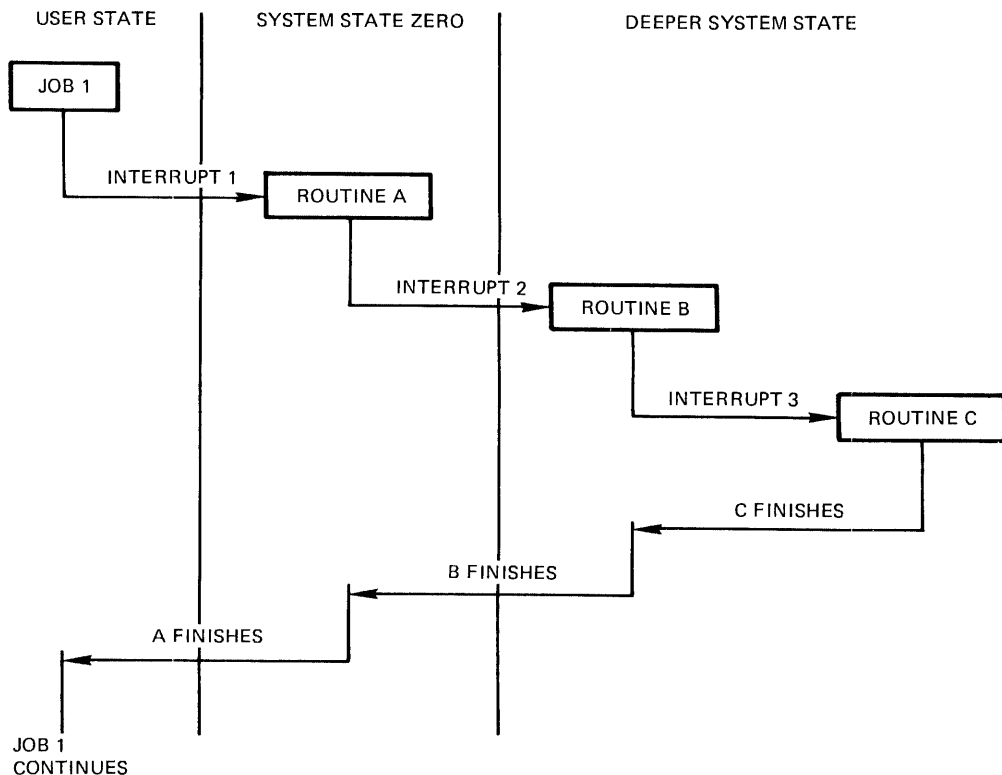 USER STATE
SYSTEM STATE ZERO
DEEPER SYSTEM STATE
JOB 1
INTERRUPT 1
ROUTINE A
INTERRUPT 2
ROUTINE B
INTERRUPT 3
ROUTINE C
C FINISHES
B FINISHES
A FINISHES
JOB 1
CONTINUES